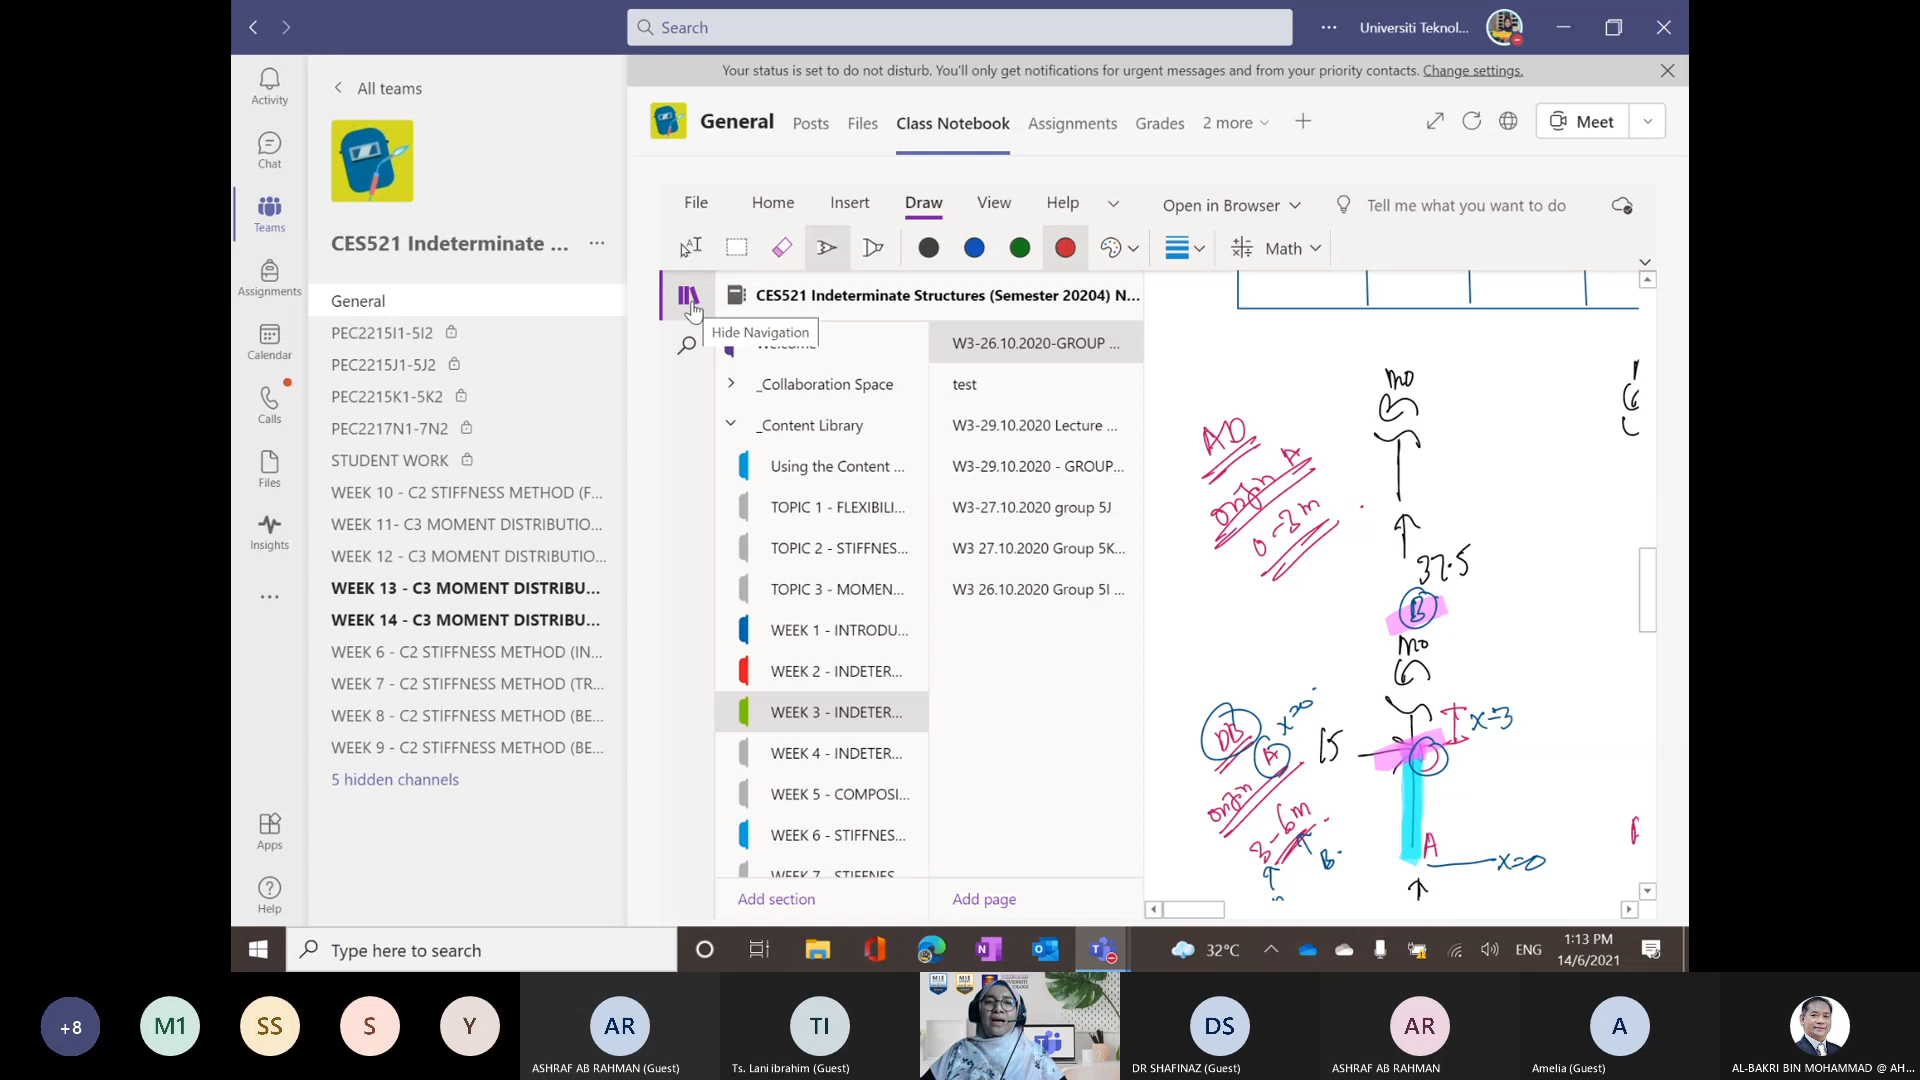 Search
Universiti Teknol...
Your status is set to do not disturb. You'll only get notifications for urgent messages and from your priority contacts. Change settings.
Activity
Chat
Teams
Assignments
Calendar
Calls
Files
Insights
Apps
Help
All teams
CES521 Indeterminate ...
General
PEC2215I1-5I2
PEC2215J1-5J2
PEC2215K1-5K2
PEC2217N1-7N2
STUDENT WORK
WEEK 10 - C2 STIFFNESS METHOD (F...
WEEK 11- C3 MOMENT DISTRIBUTIO...
WEEK 12 - C3 MOMENT DISTRIBUTIO...
WEEK 13 - C3 MOMENT DISTRIBU...
WEEK 14 - C3 MOMENT DISTRIBU...
WEEK 6 - C2 STIFFNESS METHOD (IN...
WEEK 7 - C2 STIFFNESS METHOD (TR...
WEEK 8 - C2 STIFFNESS METHOD (BE...
WEEK 9 - C2 STIFFNESS METHOD (BE...
5 hidden channels
General
Posts
Files
Class Notebook
Assignments
Grades
2 more
Meet
File
Home
Insert
Draw
View
Help
Open in Browser
Tell me what you want to do
Math
CES521 Indeterminate Structures (Semester 20204) N...
Hide Navigation
Welcome
_Collaboration Space
_Content Library
Using the Content ...
TOPIC 1 - FLEXIBILI...
TOPIC 2 - STIFFNES...
TOPIC 3 - MOMEN...
WEEK 1 - INTRODU...
WEEK 2 - INDETER...
WEEK 3 - INDETER...
WEEK 4 - INDETER...
WEEK 5 - COMPOSI...
WEEK 6 - STIFFNES...
WEEK 7 - STIFFNES
Add section
W3-26.10.2020-GROUP ...
test
W3-29.10.2020 Lecture ...
W3-29.10.2020 - GROUP...
W3-27.10.2020 group 5J
W3 27.10.2020 Group 5K...
W3 26.10.2020 Group 5I ...
Add page
mo
AD
origin A
0-3m
37.5
B
mo
x=3
DB
A
x=0
15
origin
3-6m
B
A
x=0
Type here to search
32°C
ENG
1:13 PM
14/6/2021
+8
M1
SS
S
Y
AR
ASHRAF AB RAHMAN (Guest)
TI
Ts. Lani ibrahim (Guest)
DS
DR SHAFINAZ (Guest)
AR
ASHRAF AB RAHMAN
A
Amelia (Guest)
AL-BAKRI BIN MOHAMMAD @ AH...